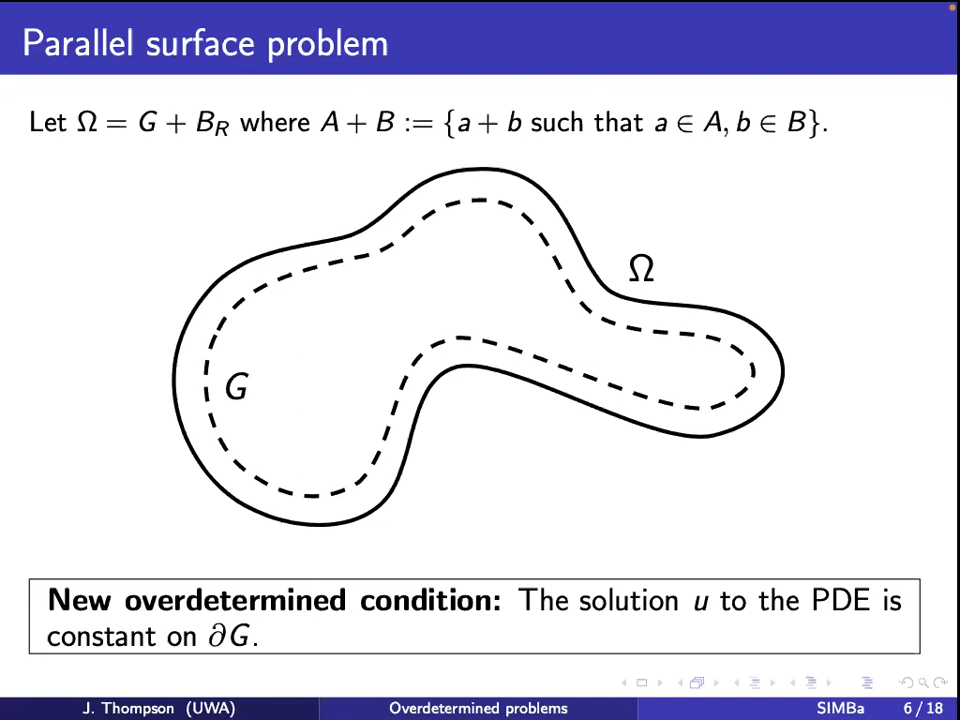 Parallel surface problem
Let Ω = G + B_R where A + B := {a + b such that a ∈ A, b ∈ B}.
Ω
G
New overdetermined condition: The solution u to the PDE is
constant on ∂G.
J. Thompson (UWA) Overdetermined problems SIMBa 6 / 18